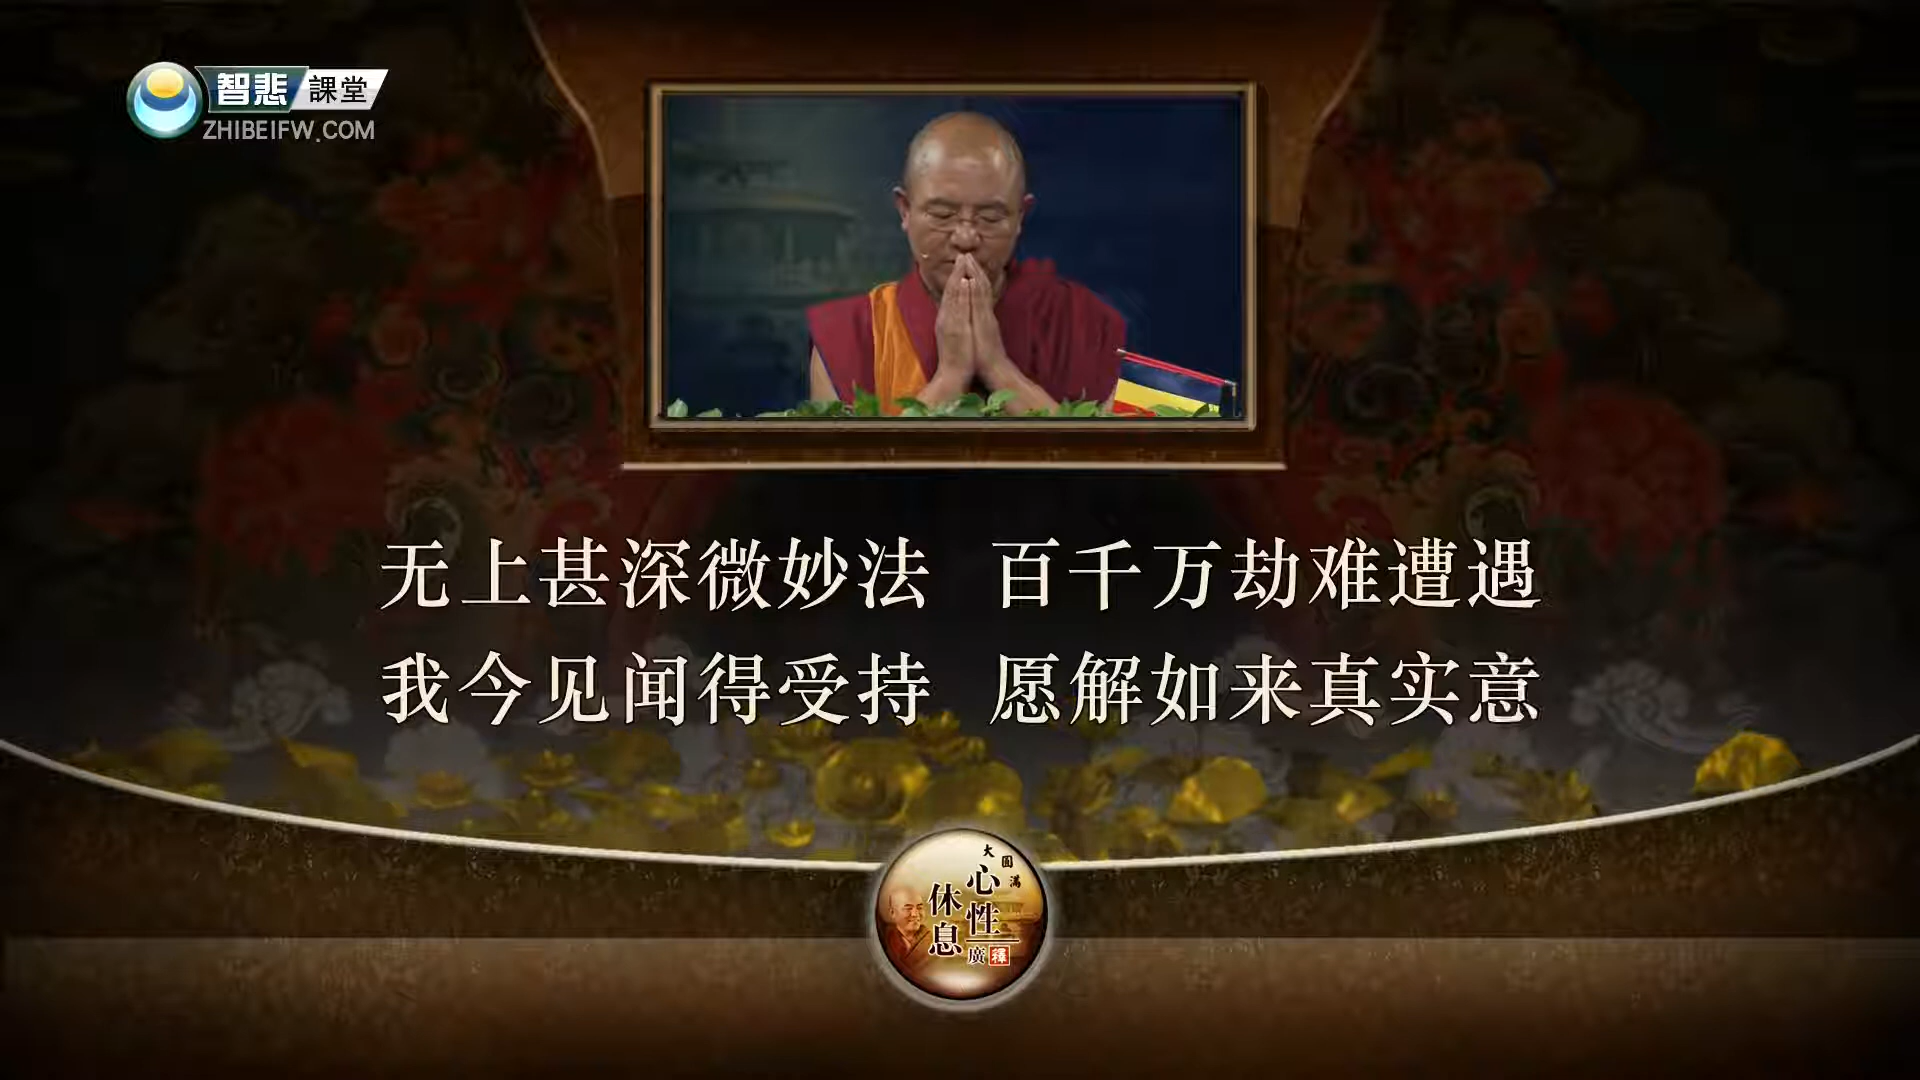 智悲 課堂
ZHIBEIFW.COM
无上甚深微妙法 百千万劫难遭遇
我今见闻得受持 愿解如来真实意
大圓滿
心性
休息
廣釋